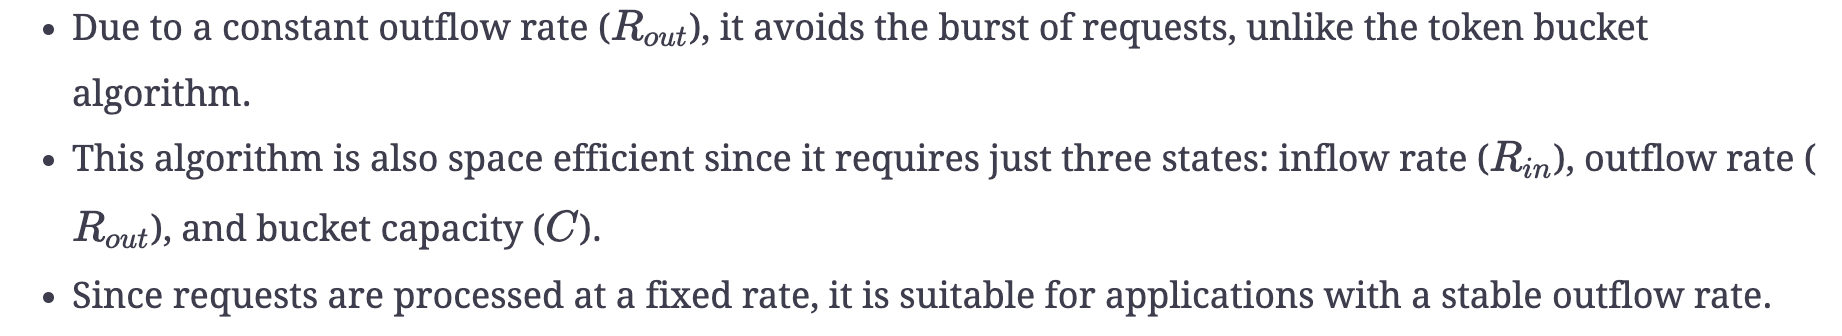 • Due to a constant outflow rate (R_out), it avoids the burst of requests, unlike the token bucket
algorithm.
• This algorithm is also space efficient since it requires just three states: inflow rate (R_in), outflow rate (
R_out), and bucket capacity (C).
• Since requests are processed at a fixed rate, it is suitable for applications with a stable outflow rate.